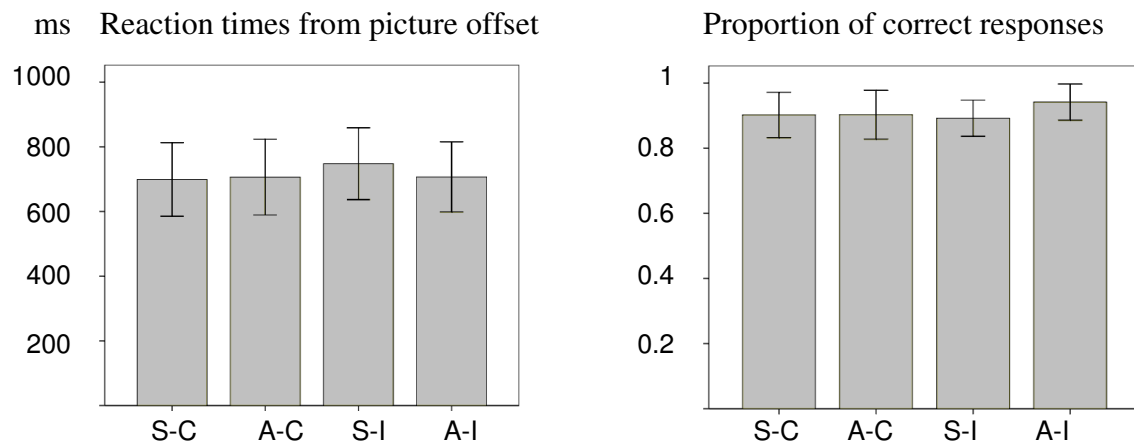 ms Reaction times from picture offset
1000
800
600
400
200
S-C A-C S-I A-I
Proportion of correct responses
1
0.8
0.6
0.4
0.2
S-C A-C S-I A-I